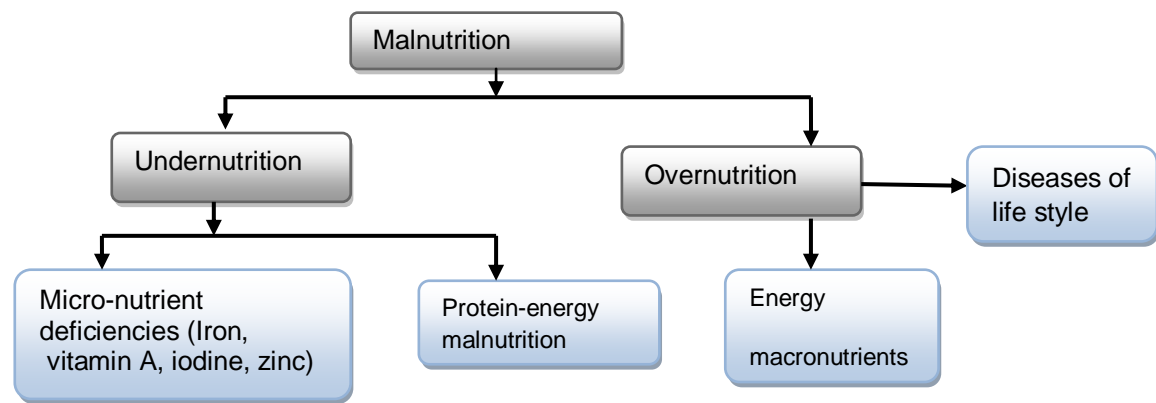 Malnutrition
Undernutrition
Overnutrition
Diseases of
life style
Micro-nutrient
deficiencies (Iron,
vitamin A, iodine, zinc)
Protein-energy
malnutrition
Energy
macronutrients